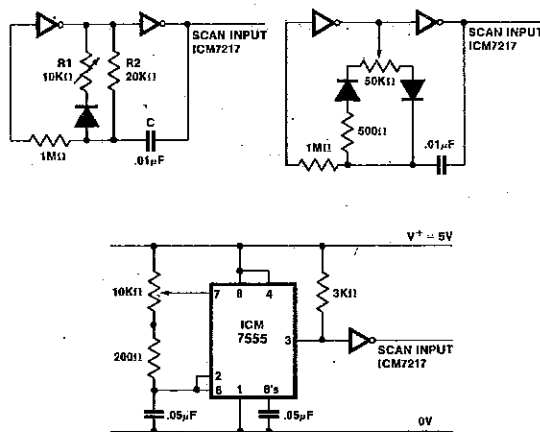 SCAN INPUT
ICM7217
R1
10KΩ
R2
20KΩ
C
.01µF
1MΩ
SCAN INPUT
ICM7217
50KΩ
500Ω
1MΩ
.01µF
V+ = 5V
10KΩ
200Ω
7
8
4
ICM
7555
3
3KΩ
2
6
1
6's
SCAN INPUT
ICM7217
.05µF
.05µF
0V